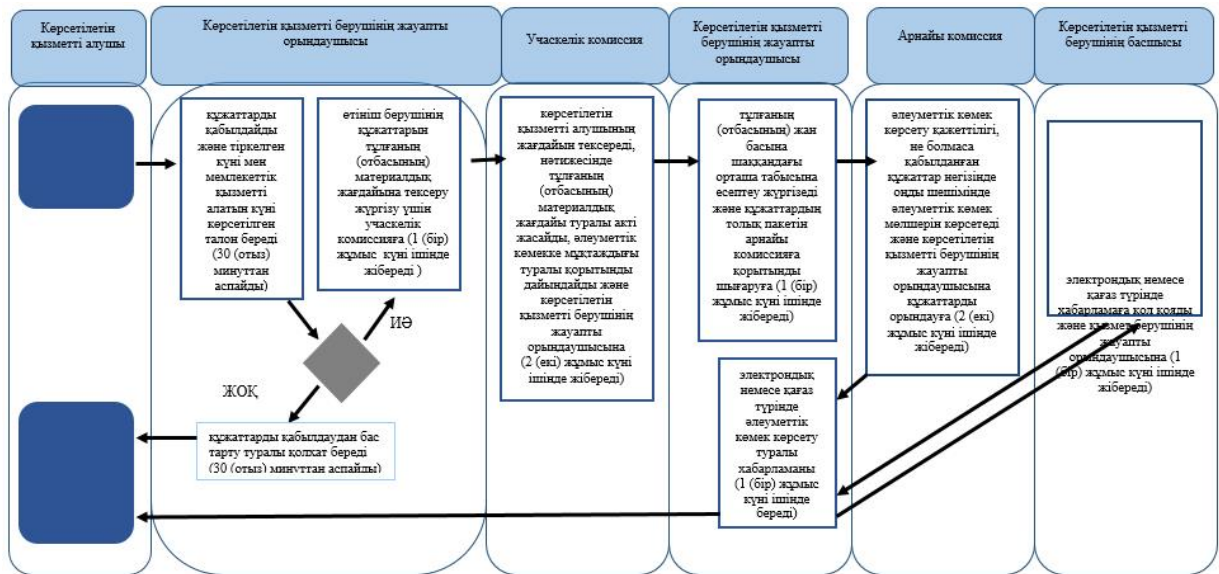 Көрсетілетін
қызметті алушы
Көрсетілетін қызметті берушінің жауапты
орындаушысы
Учаскелік комиссия
Көрсетілетін қызметті
берушінің жауапты
орындаушысы
Арнайы комиссия
Көрсетілетін қызметті
берушінің басшысы
құжаттарды
қабылдайды
және тіркелген
күні мен
мемлекеттік
қызметті
алатын күні
көрсетілген
талон береді
(30 (отыз)
минуттан
аспайды)
өтініш берушінің
құжаттарын
тұлғаның
(отбасының)
материалдық
жағдайына тексеру
жүргізу үшін
учаскелік
комиссияға (1 (бір)
жұмыс күні ішінде
жібереді )
ИӘ
ЖОҚ
құжаттарды қабылдаудан бас
тарту туралы қолхат береді
(30 (отыз) минуттан аспайды)
көрсетілетін
қызметті алушының
жағдайын тексереді,
нәтижесінде
тұлғаның
(отбасының)
материалдық
жағдайы туралы акті
жасайды, әлеуметтік
көмекке мұқтаждығы
туралы қорытынды
дайындайды және
көрсетілетін
қызметті берушінің
жауапты
орындаушысына
(2 (екі) жұмыс күні
ішінде жібереді)
тұлғаның
(отбасының) жан
басына
шаққандағы
орташа табысына
есептеу жүргізеді
және құжаттардың
толық пакетін
арнайы
комиссияға
қорытынды
шығаруға (1 (бір)
жұмыс күні ішінде
жібереді)
электрондық
немесе қағаз
түрінде
әлеуметтік
көмек көрсету
туралы
хабарламаны
(1 (бір) жұмыс
күні ішінде
береді)
әлеуметтік көмек
көрсету қажеттілігі,
не болмаса
қабылданған
құжаттар негізінде
оңды шешімінде
әлеуметтік көмек
мөлшерін көрсетеді
және көрсетілетін
қызметті берушінің
жауапты
орындаушысына
құжаттарды
орындауға (2 (екі)
жұмыс күні ішінде
жібереді)
электрондық немесе
қағаз түрінде
хабарламаға қол қояды
және қызмет берушінің
жауапты
орындаушысына (1
(бір) жұмыс күні ішінде
жібереді)